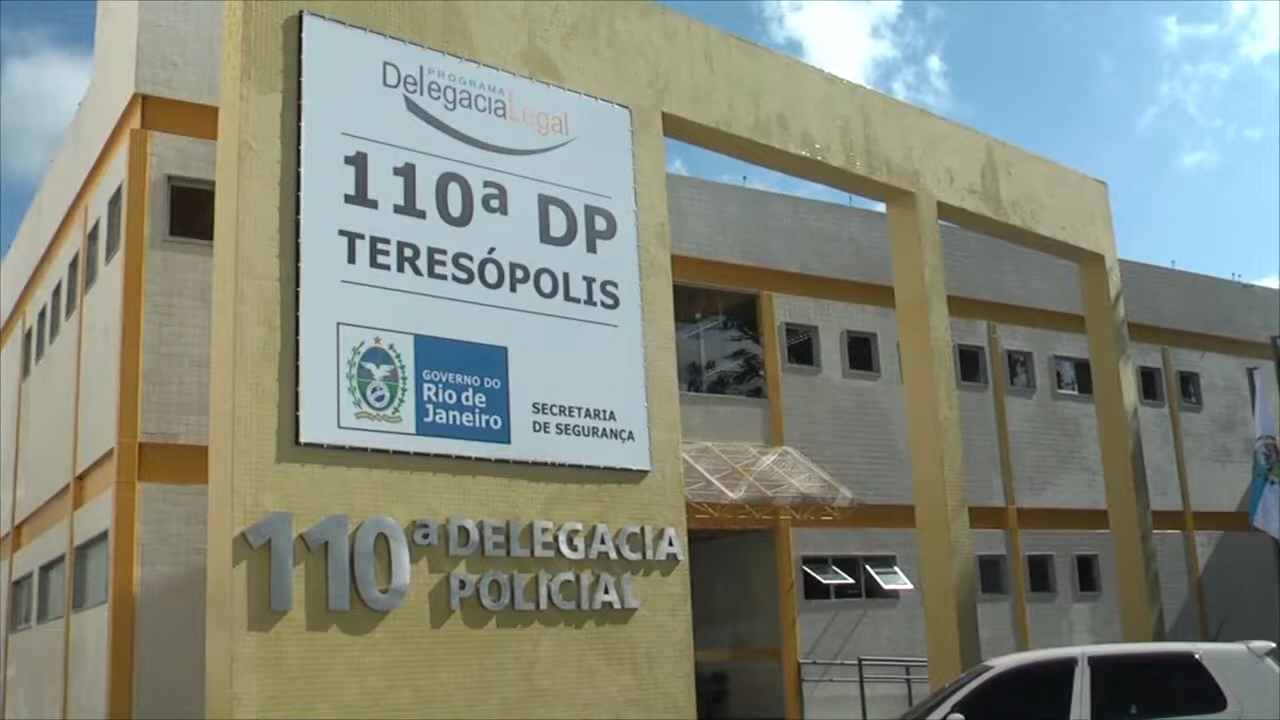 PROGRAMA
DelegaciaLegal
110ª DP
TERESÓPOLIS
GOVERNO DO
Rio de
Janeiro
SECRETARIA
DE SEGURANÇA
110ª DELEGACIA
POLICIAL